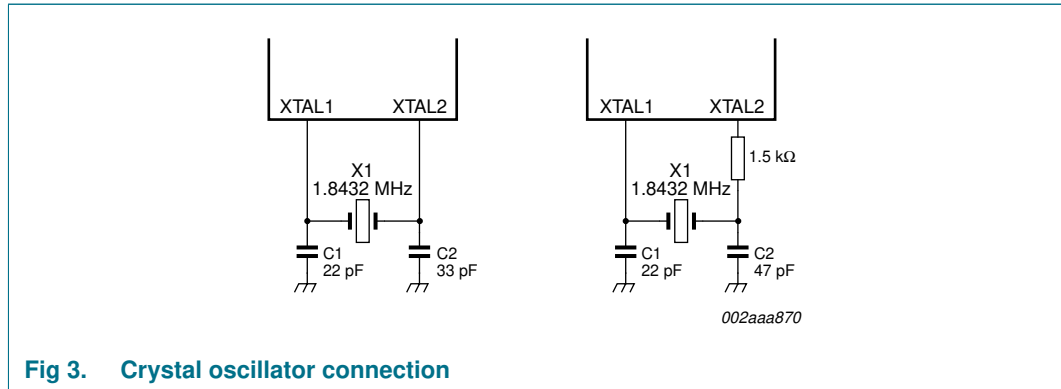 XTAL1 XTAL2
X1
1.8432 MHz
C1
22 pF
C2
33 pF
XTAL1 XTAL2
1.5 kΩ
X1
1.8432 MHz
C1
22 pF
C2
47 pF
002aaa870
Fig 3. Crystal oscillator connection